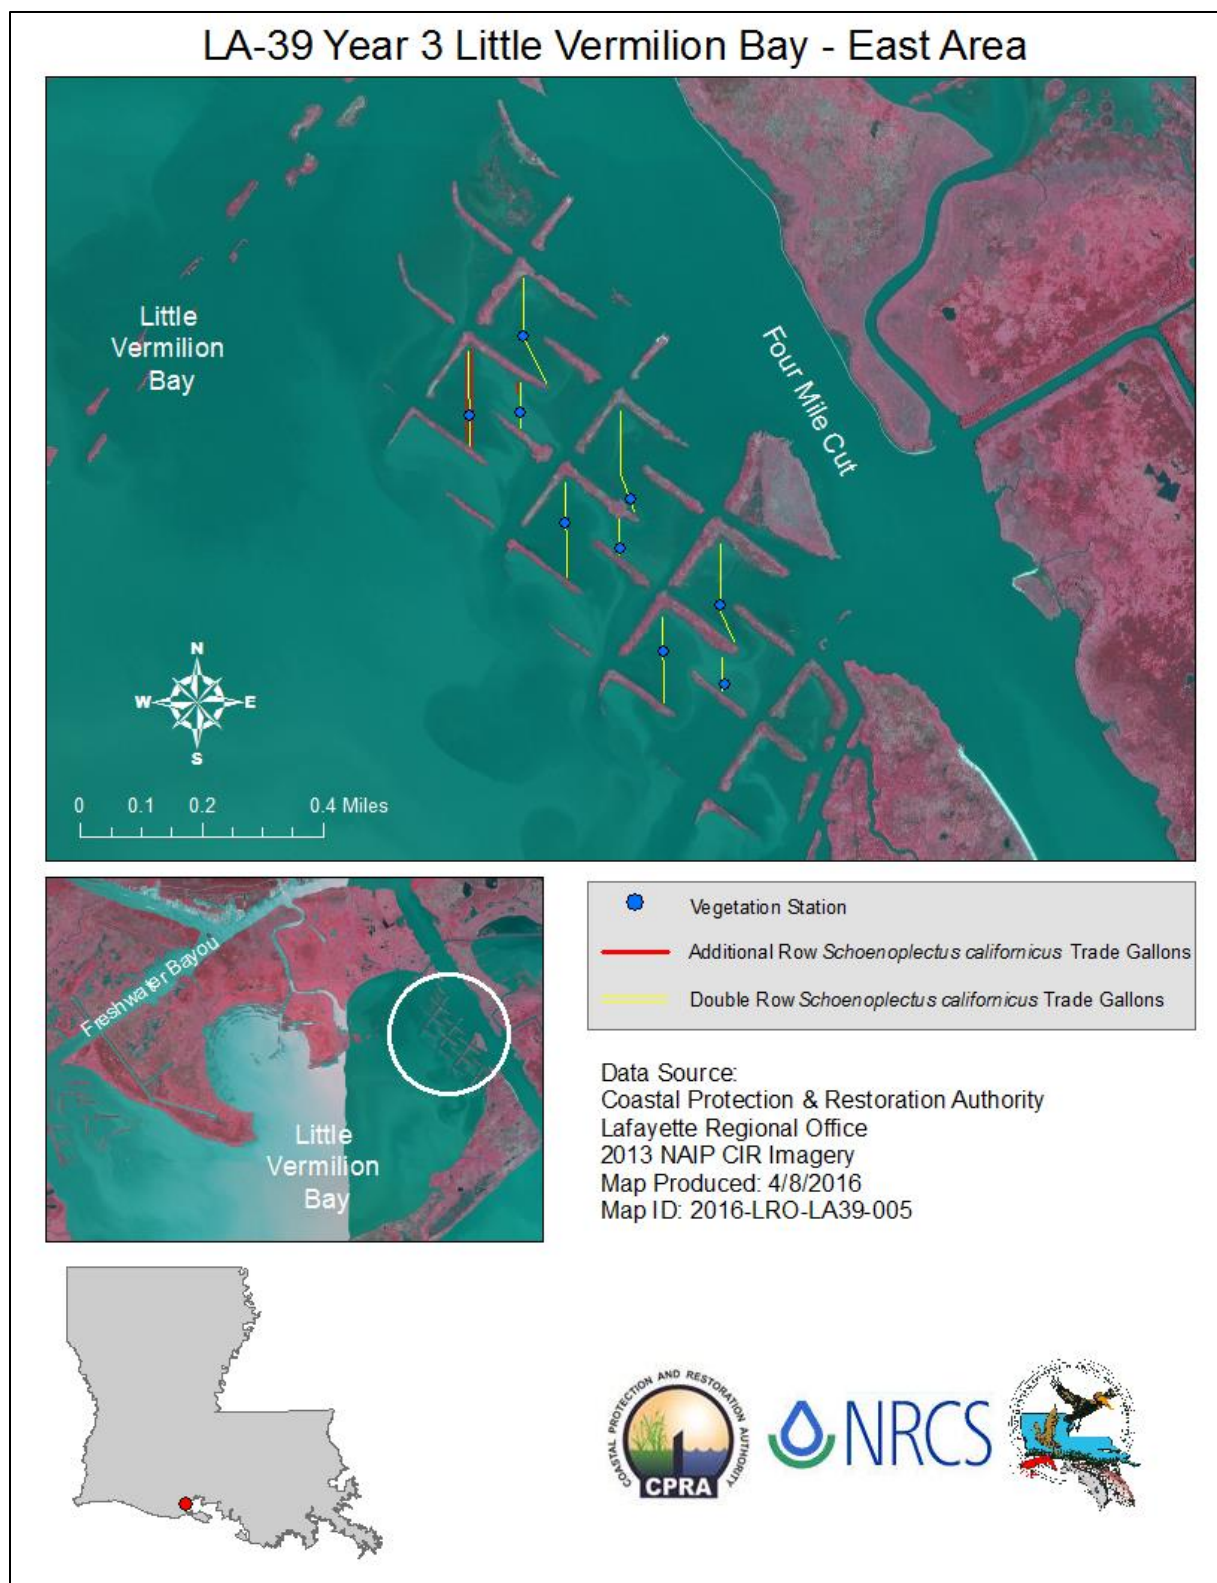 LA-39 Year 3 Little Vermilion Bay - East Area
Little
Vermilion
Bay
Four Mile Cut
N
W
E
S
0 0.1 0.2 0.4 Miles
Freshwater Bayou
Little
Vermilion
Bay
Vegetation Station
Additional Row Schoenoplectus californicus Trade Gallons
Double Row Schoenoplectus californicus Trade Gallons
Data Source:
Coastal Protection & Restoration Authority
Lafayette Regional Office
2013 NAIP CIR Imagery
Map Produced: 4/8/2016
Map ID: 2016-LRO-LA39-005
COASTAL PROTECTION AND RESTORATION AUTHORITY
CPRA
NRCS